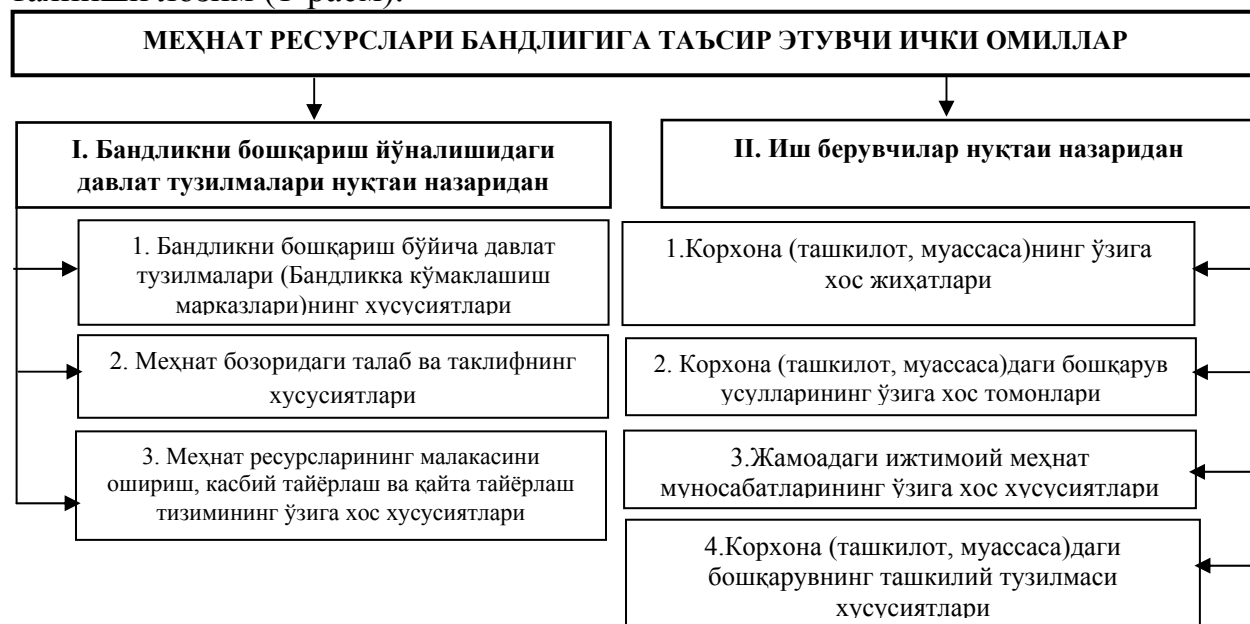 МЕҲНАТ РЕСУРСЛАРИ БАНДЛИГИГА ТАЪСИР ЭТУВЧИ ИЧКИ ОМИЛЛАР
I. Бандликни бошқариш йўналишидаги
давлат тузилмалари нуқтаи назаридан
1. Бандликни бошқариш бўйича давлат
тузилмалари (Бандликка кўмаклашиш
марказлари)нинг хусусиятлари
2. Меҳнат бозоридаги талаб ва таклифнинг
хусусиятлари
3. Меҳнат ресурсларининг малакасини
ошириш, касбий тайёрлаш ва қайта тайёрлаш
тизимининг ўзига хос хусусиятлари
II. Иш берувчилар нуқтаи назаридан
1.Корхона (ташкилот, муассаса)нинг ўзига
хос жиҳатлари
2. Корхона (ташкилот, муассаса)даги бошқарув
усулларининг ўзига хос томонлари
3.Жамоадаги ижтимоий меҳнат
муносабатларининг ўзига хос хусусиятлари
4.Корхона (ташкилот, муассаса)даги
бошқарувнинг ташкилий тузилмаси
хусусиятлари